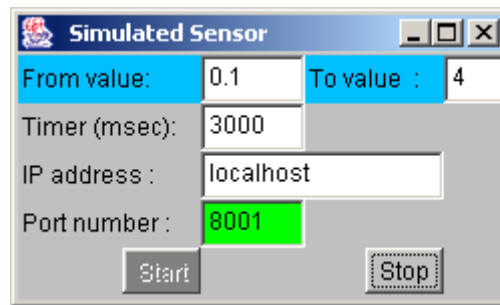 Simulated Sensor
From value: 0.1 To value : 4
Timer (msec): 3000
IP address : localhost
Port number : 8001
Start Stop